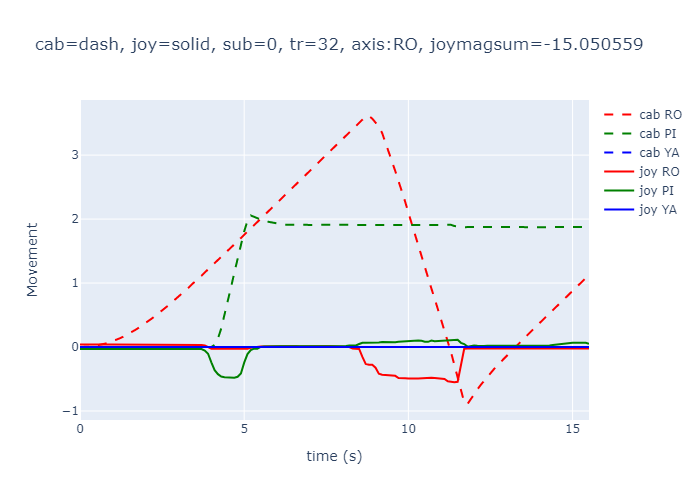 cab=dash, joy=solid, sub=0, tr=32, axis:RO, joymagsum=-15.050559
cab RO
cab PI
cab YA
joy RO
joy PI
joy YA
Movement
3
2
1
0
−1
0
5
10
15
time (s)